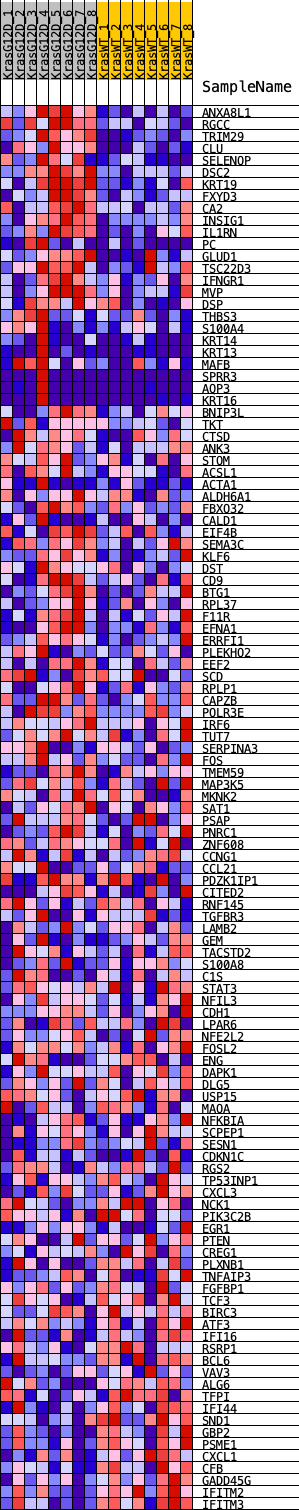 KrasG12D_1
KrasG12D_2
KrasG12D_3
KrasG12D_4
KrasG12D_5
KrasG12D_6
KrasG12D_7
KrasG12D_8
KrasWT_1
KrasWT_2
KrasWT_3
KrasWT_4
KrasWT_5
KrasWT_6
KrasWT_7
KrasWT_8
SampleName
ANXA8L1
RGCC
TRIM29
CLU
SELENOP
DSC2
KRT19
FXYD3
CA2
INSIG1
IL1RN
PC
GLUD1
TSC22D3
IFNGR1
MVP
DSP
THBS3
S100A4
KRT14
KRT13
MAFB
SPRR3
AQP3
KRT16
BNIP3L
TKT
CTSD
ANK3
STOM
ACSL1
ACTA1
ALDH6A1
FBXO32
CALD1
EIF4B
SEMA3C
KLF6
DST
CD9
BTG1
RPL37
F11R
EFNA1
ERRFI1
PLEKHO2
EEF2
SCD
RPLP1
CAPZB
POLR3E
IRF6
TUT7
SERPINA3
FOS
TMEM59
MAP3K5
MKNK2
SAT1
PSAP
PNRC1
ZNF608
CCNG1
CCL21
PDZK1IP1
CITED2
RNF145
TGFBR3
LAMB2
GEM
TACSTD2
S100A8
C1S
STAT3
NFIL3
CDH1
LPAR6
NFE2L2
FOSL2
ENG
DAPK1
DLG5
USP15
MAOA
NFKBIA
SCPEP1
SESN1
CDKN1C
RGS2
TP53INP1
CXCL3
NCK1
PIK3C2B
EGR1
PTEN
CREG1
PLXNB1
TNFAIP3
FGFBP1
TCF3
BIRC3
ATF3
IFI16
RSRP1
BCL6
VAV3
ALG6
TFPI
IFI44
SND1
GBP2
PSME1
CXCL1
CFB
GADD45G
IFITM2
IFITM3